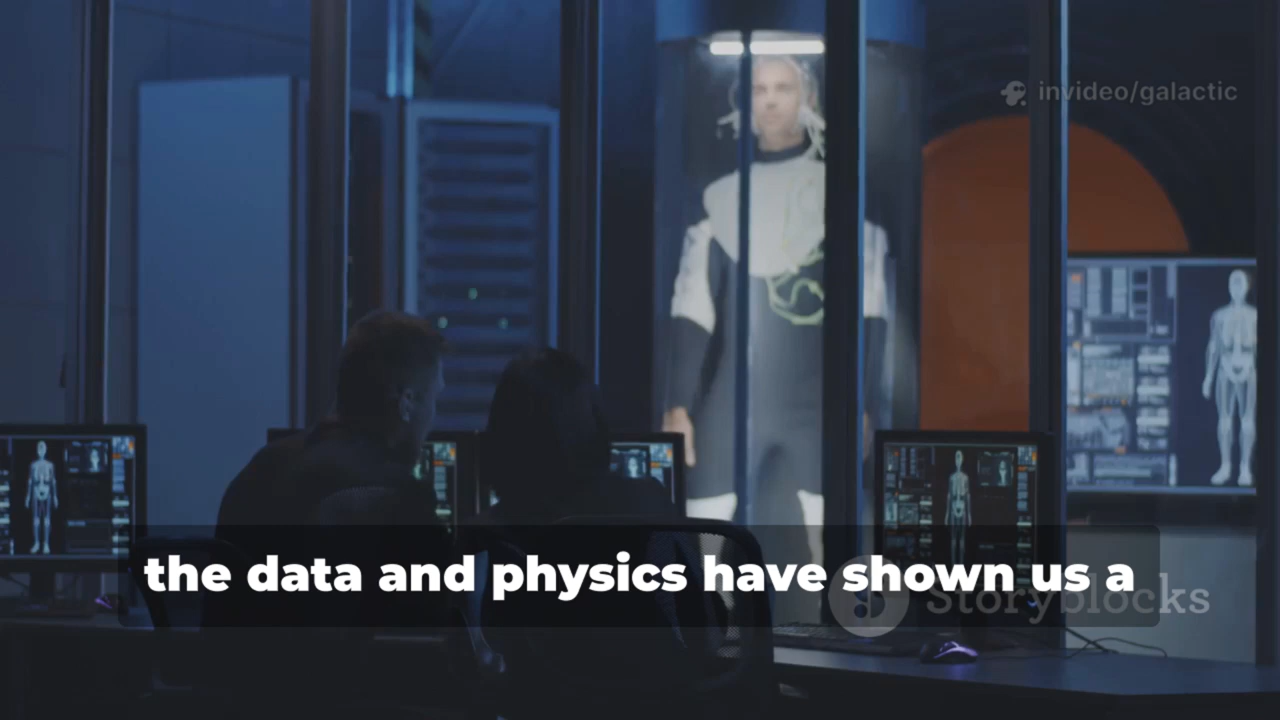 invideo/galactic
the data and physics have shown us a
Storyblocks